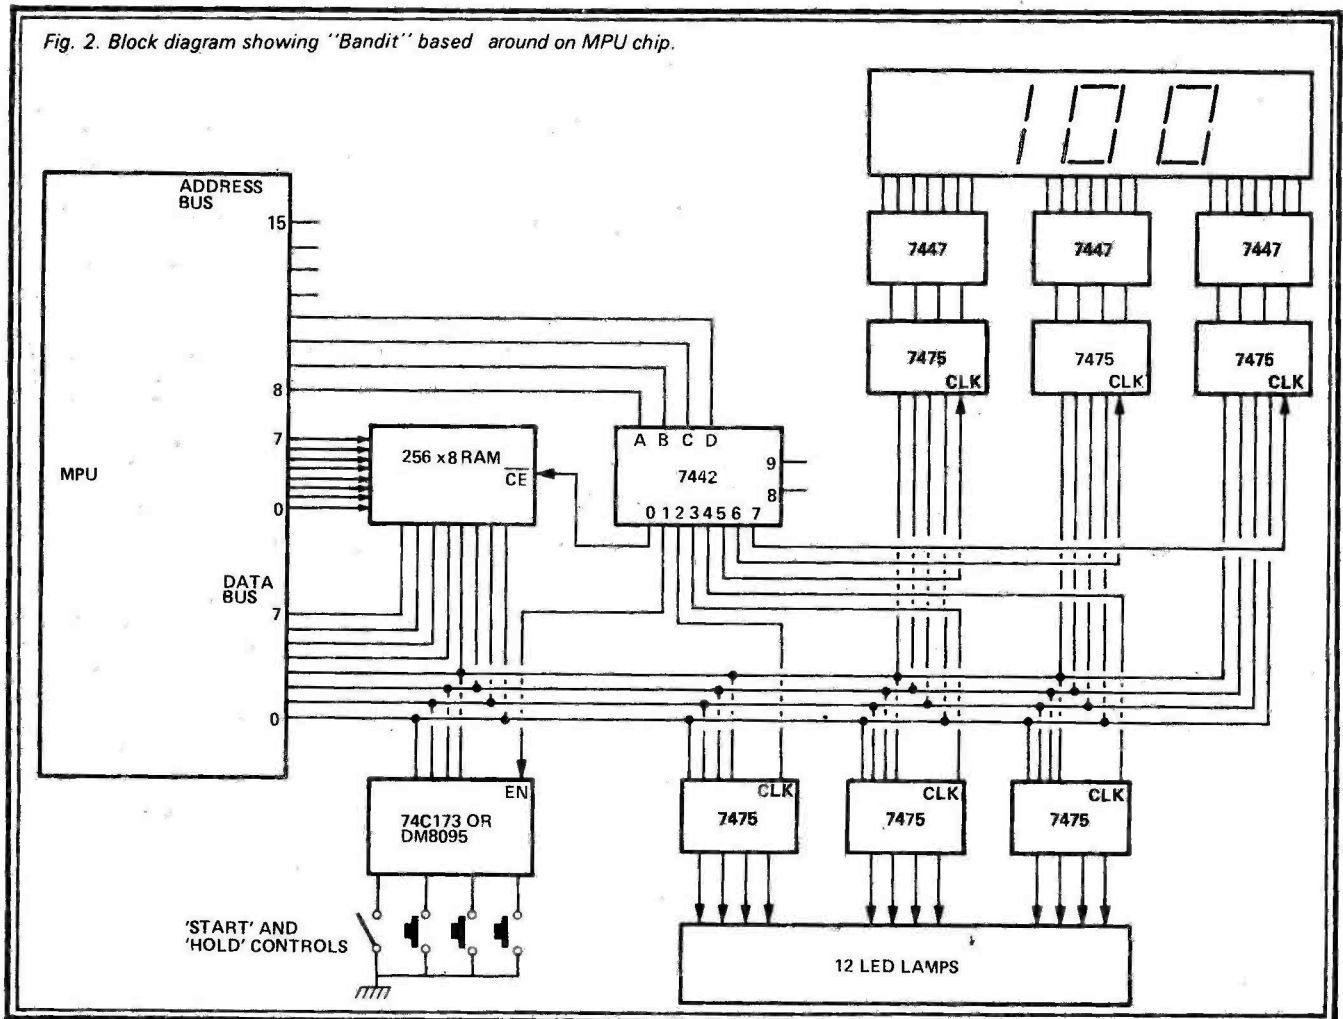 Fig. 2. Block diagram showing "Bandit" based around on MPU chip.
100
ADDRESS
BUS
15
8
7
0
MPU
DATA
BUS
7
0
256 x8 RAM
CE
A B C D
7442
9
8
0 1 2 3 4 5 6 7
7447
7447
7447
7475
CLK
7475
CLK
7475
CLK
EN
74C173 OR
DM8095
CLK
7475
CLK
7475
CLK
7475
'START' AND
'HOLD' CONTROLS
12 LED LAMPS